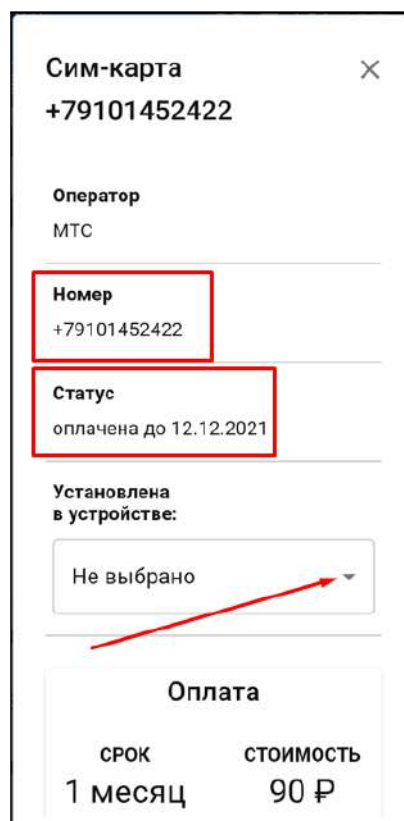 Сим-карта
+79101452422
Оператор
МТС
Номер
+79101452422
Статус
оплачена до 12.12.2021
Установлена
в устройстве:
Не выбрано
Оплата
СРОК СТОИМОСТЬ
1 месяц 90 ₽